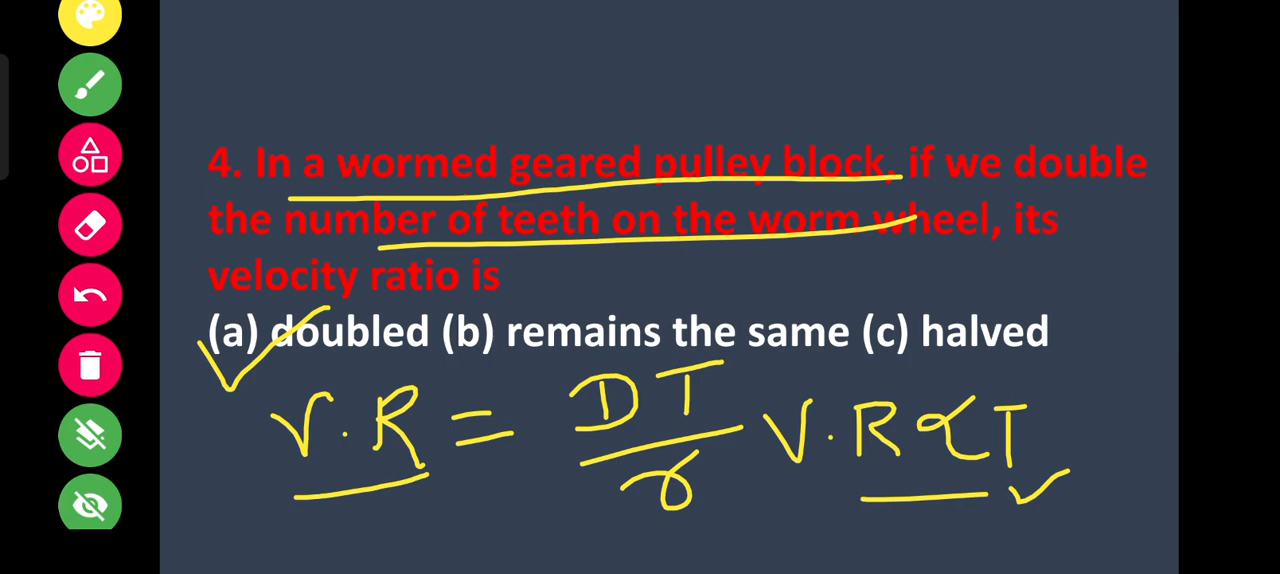 4. In a wormed geared pulley block, if we double
the number of teeth on the worm wheel, its
velocity ratio is
(a) doubled (b) remains the same (c) halved
V.R = DT/r V.R ∝ T